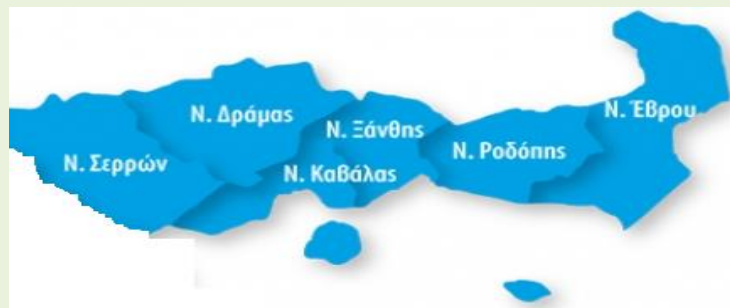 Ν. Έβρου
Ν. Δράμας
Ν. Ξάνθης
Ν. Ροδόπης
Ν. Σερρών
Ν. Καβάλας